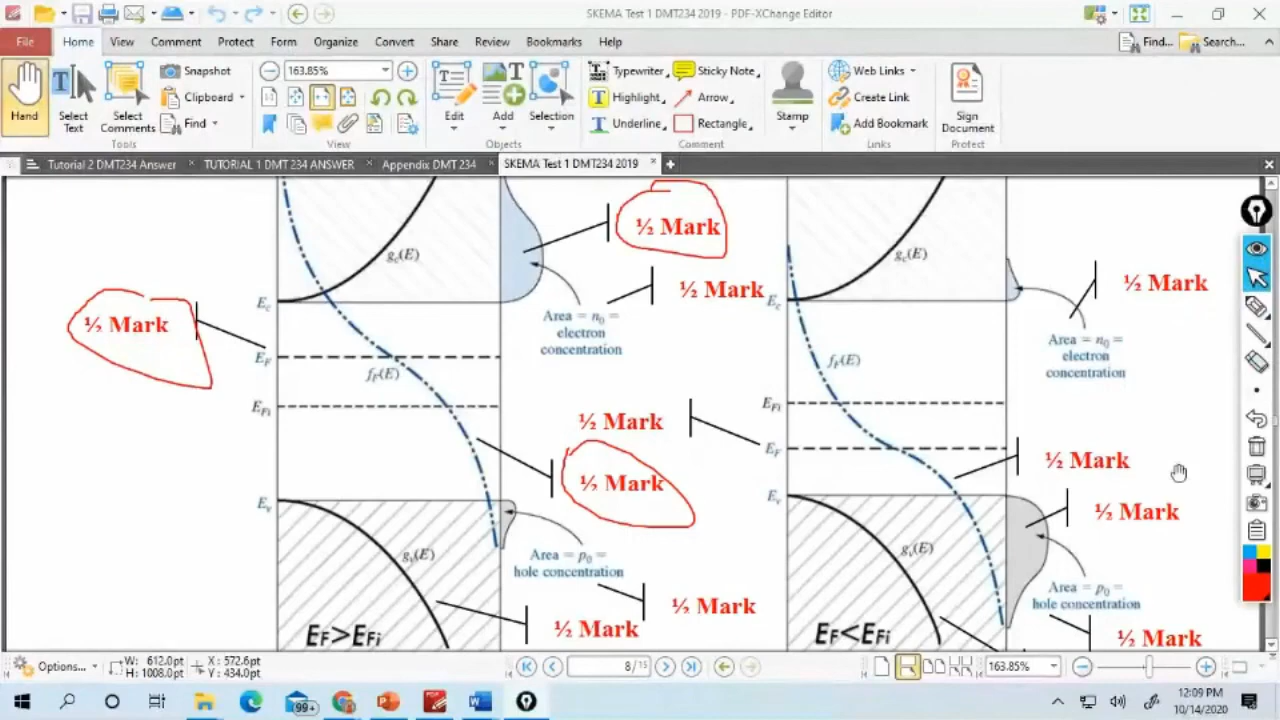 SKEMA Test 1 DMT234 2019 - PDF-XChange Editor
File Home View Comment Protect Form Organize Convert Share Review Bookmarks Help
Find...
Search...
Hand
Select Text
Select Comments
Snapshot
Clipboard
Find
Tools
163.85%
View
Edit
Add
Selection
Objects
Typewriter
Highlight
Underline
Sticky Note
Arrow
Rectangle
Stamp
Comment
Web Links
Create Link
Add Bookmark
Links
Sign Document
Protect
Tutorial 2 DMT234 Answer
TUTORIAL 1 DMT 234 ANSWER
Appendix DMT 234
SKEMA Test 1 DMT234 2019
½ Mark
gc(E)
½ Mark
Ec
Area = n0 =
electron
concentration
½ Mark
EF
fF(E)
EFi
½ Mark
½ Mark
Ev
gv(E)
Area = p0 =
hole concentration
½ Mark
½ Mark
EF>EFi
gc(E)
½ Mark
Ec
Area = n0 =
electron
concentration
fF(E)
EFi
EF
½ Mark
Ev
½ Mark
gv(E)
Area = p0 =
hole concentration
½ Mark
EF<EFi
Options...
W: 612.0pt
H: 1008.0pt
X: 572.6pt
Y: 434.0pt
8/15
163.85%
99+
12:09 PM
10/14/2020